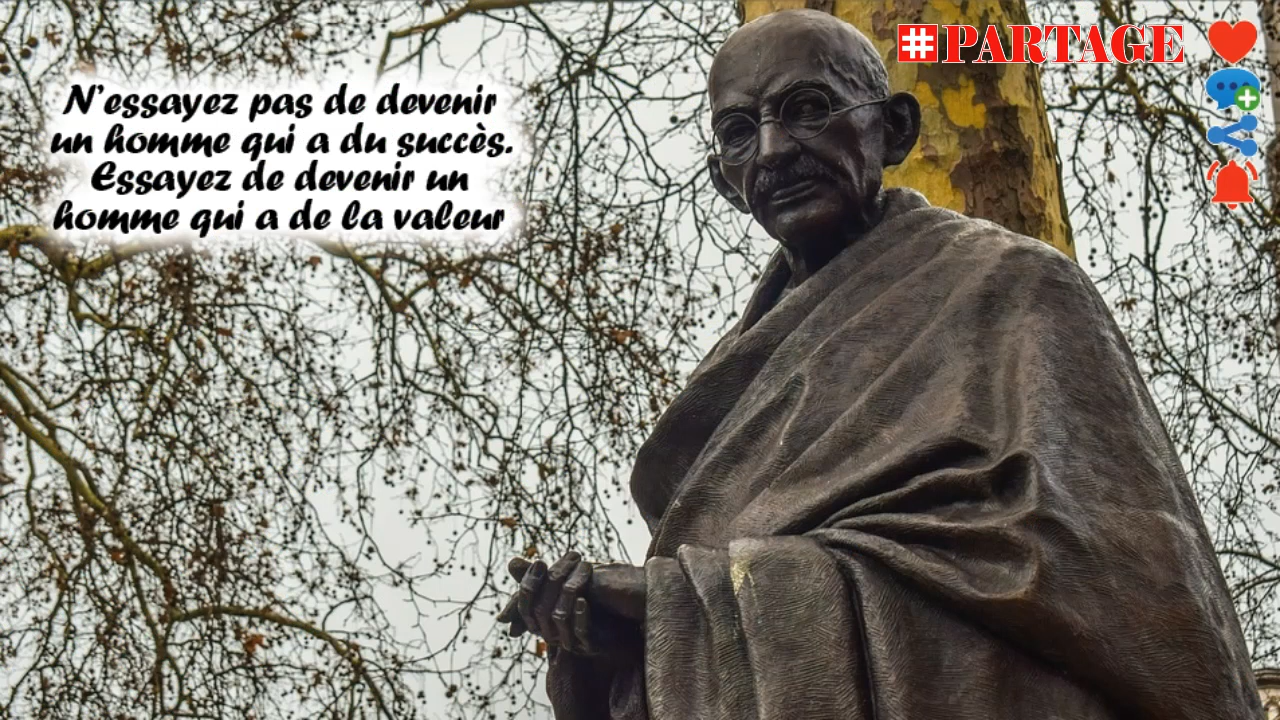 N'essayez pas de devenir
un homme qui a du succès.
Essayez de devenir un
homme qui a de la valeur
#PARTAGE